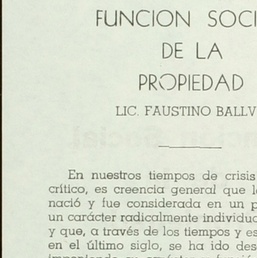 FUNCION SOCI
DE LA
PROPIEDAD
LIC. FAUSTINO BALLV
En nuestros tiempos de crisis
crítico, es creencia general que l
nació y fue considerada en un p
un carácter radicalmente individua
y que, a través de los tiempos y es
en el último siglo, se ha ido des